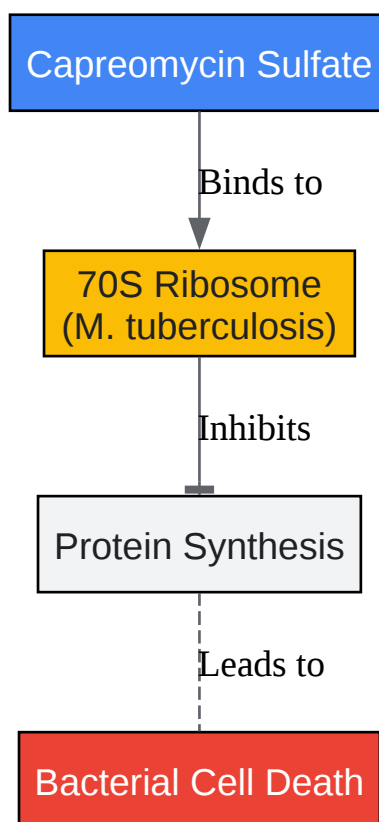 Capreomycin Sulfate
Binds to
70S Ribosome
(M. tuberculosis)
Inhibits
Protein Synthesis
Leads to
Bacterial Cell Death